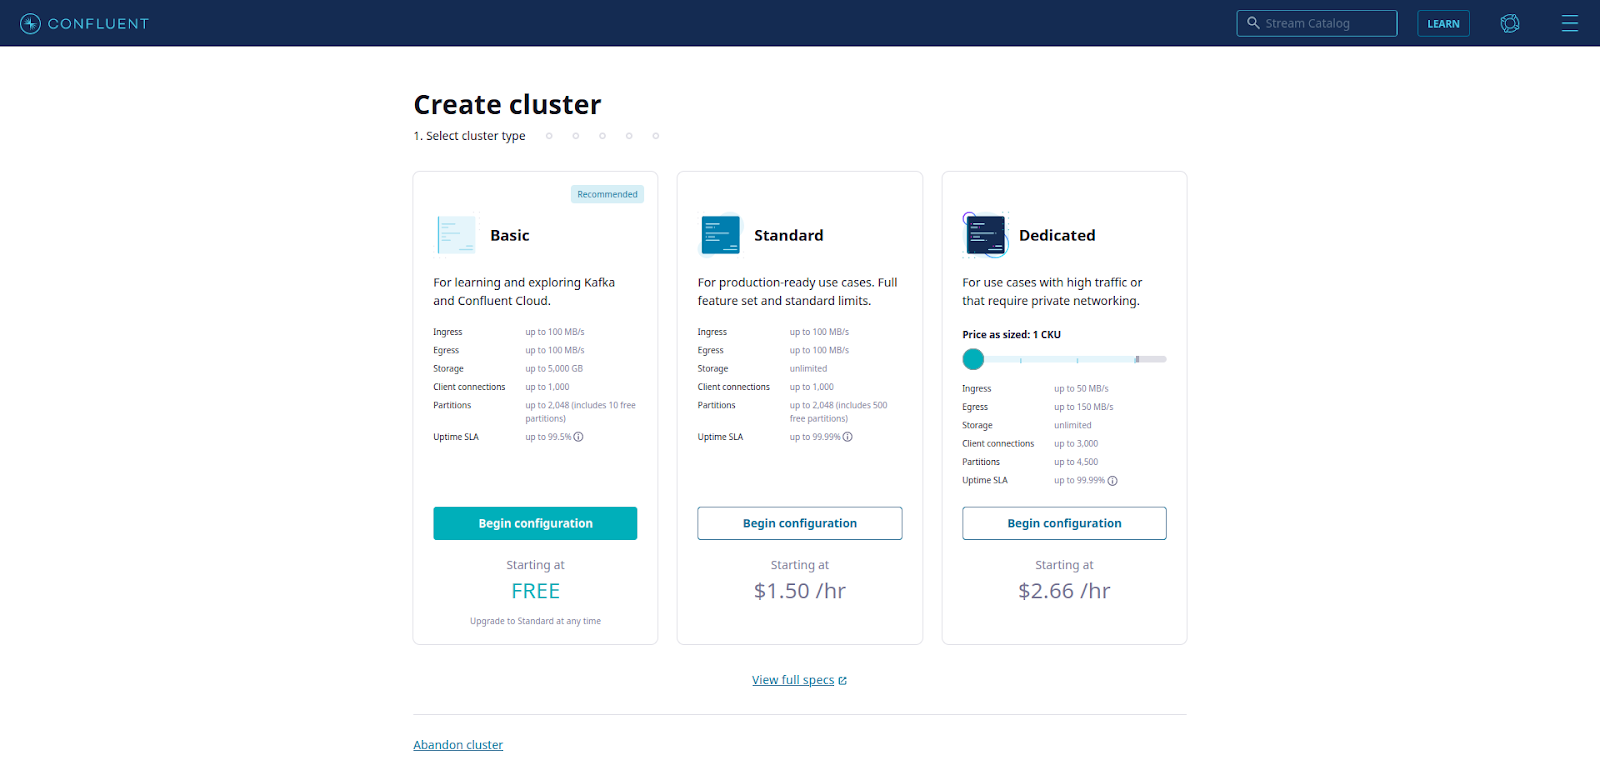 CONFLUENT
Stream Catalog
LEARN
Create cluster
1. Select cluster type
Recommended
Basic
For learning and exploring Kafka
and Confluent Cloud.
Ingress up to 100 MB/s
Egress up to 100 MB/s
Storage up to 5,000 GB
Client connections up to 1,000
Partitions up to 2,048 (includes 10 free
partitions)
Uptime SLA up to 99.5%
Begin configuration
Starting at
FREE
Upgrade to Standard at any time
Standard
For production-ready use cases. Full
feature set and standard limits.
Ingress up to 100 MB/s
Egress up to 100 MB/s
Storage unlimited
Client connections up to 1,000
Partitions up to 2,048 (includes 500
free partitions)
Uptime SLA up to 99.99%
Begin configuration
Starting at
$1.50 /hr
Dedicated
For use cases with high traffic or
that require private networking.
Price as sized: 1 CKU
Ingress up to 50 MB/s
Egress up to 150 MB/s
Storage unlimited
Client connections up to 3,000
Partitions up to 4,500
Uptime SLA up to 99.99%
Begin configuration
Starting at
$2.66 /hr
View full specs
Abandon cluster